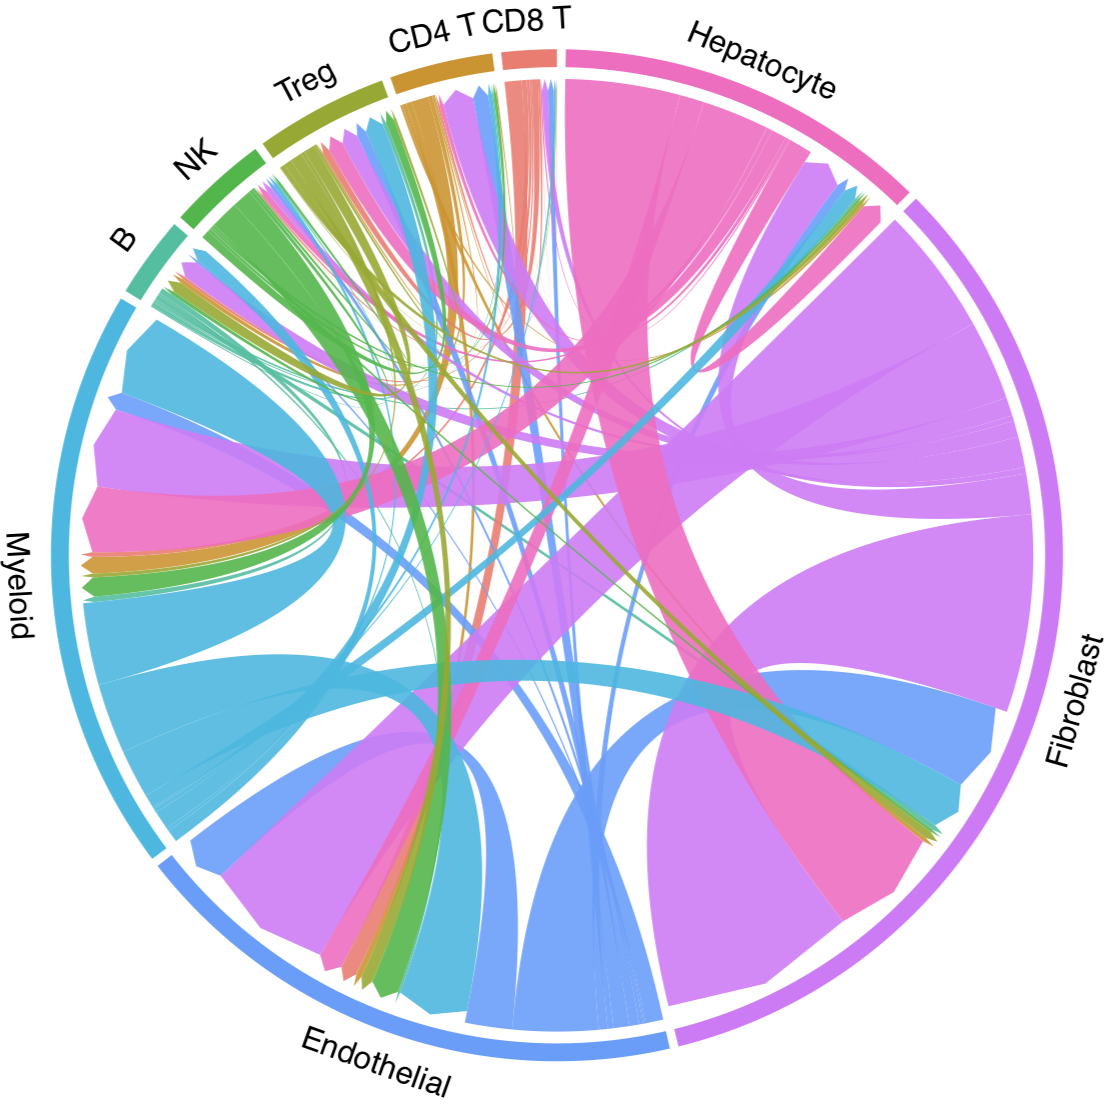 CD4 T
CD8 T
Hepatocyte
Treg
NK
B
Myeloid
Fibroblast
Endothelial